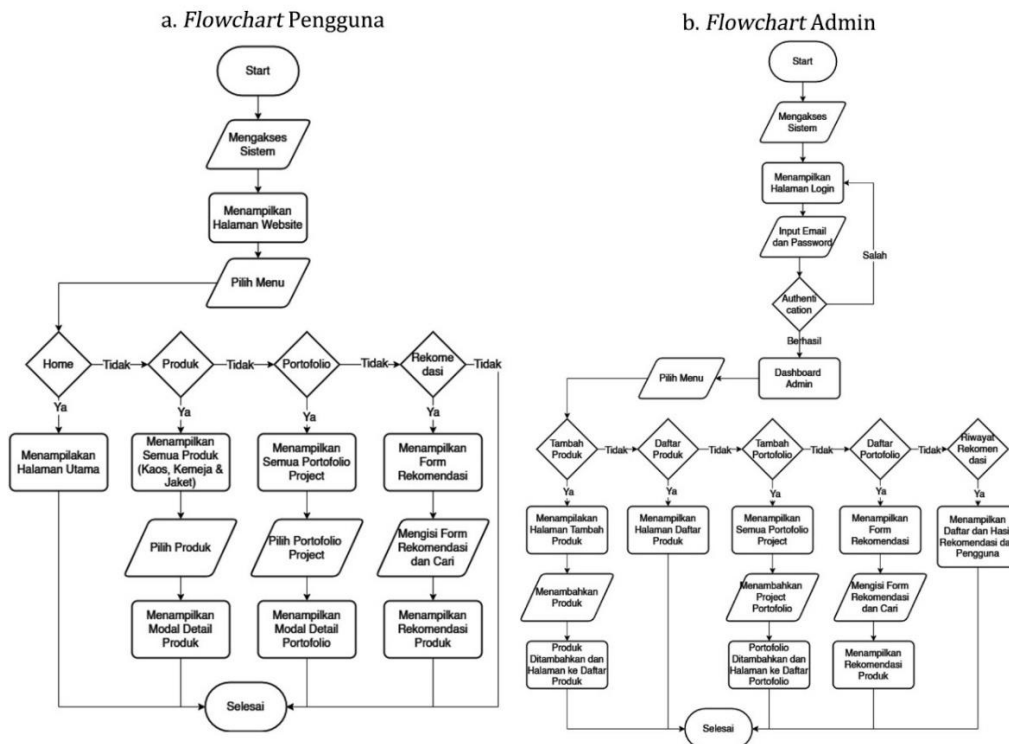 a. Flowchart Pengguna
Start
Mengakses
Sistem
Menampilkan
Halaman Website
Pilih Menu
Home
Tidak
Produk
Tidak
Portofolio
Tidak
Rekome
dasi
Tidak
Ya
Ya
Ya
Ya
Menampilakan
Halaman Utama
Menampilkan
Semua Produk
(Kaos, Kemeja &
Jaket)
Menampilkan
Semua Portofolio
Project
Menampilkan
Form
Rekomendasi
Pilih Produk
Pilih Portofolio
Project
Mengisi Form
Rekomendasi
dan Cari
Menampilkan
Modal Detail
Produk
Menampilkan
Modal Detail
Portofolio
Menampilkan
Rekomendasi
Produk
Selesai
b. Flowchart Admin
Start
Mengakses
Sistem
Menampilkan
Halaman Login
Input Email
dan Password
Salah
Authenti
cation
Berhasil
Dashboard
Admin
Pilih Menu
Tambah
Produk
Tidak
Daftar
Produk
Tidak
Tambah
Portofolio
Tidak
Daftar
Portofolio
Tidak
Riwayat
Rekomen
dasi
Ya
Ya
Ya
Ya
Ya
Menampilakan
Halaman Tambah
Produk
Menampilkan
Halaman Daftar
Produk
Menampilkan
Semua Portofolio
Project
Menampilkan
Form
Rekomendasi
Menampilkan
Daftar dan Hasi
Rekomendasi da
Pengguna
Menambahkan
Produk
Menambahkan
Project
Portofolio
Mengisi Form
Rekomendasi
dan Cari
Produk
Ditambahkan dan
Halaman ke Daftar
Produk
Portofolio
Ditambahkan dan
Halaman ke Daftar
Portofolio
Menampilkan
Rekomendasi
Produk
Selesai